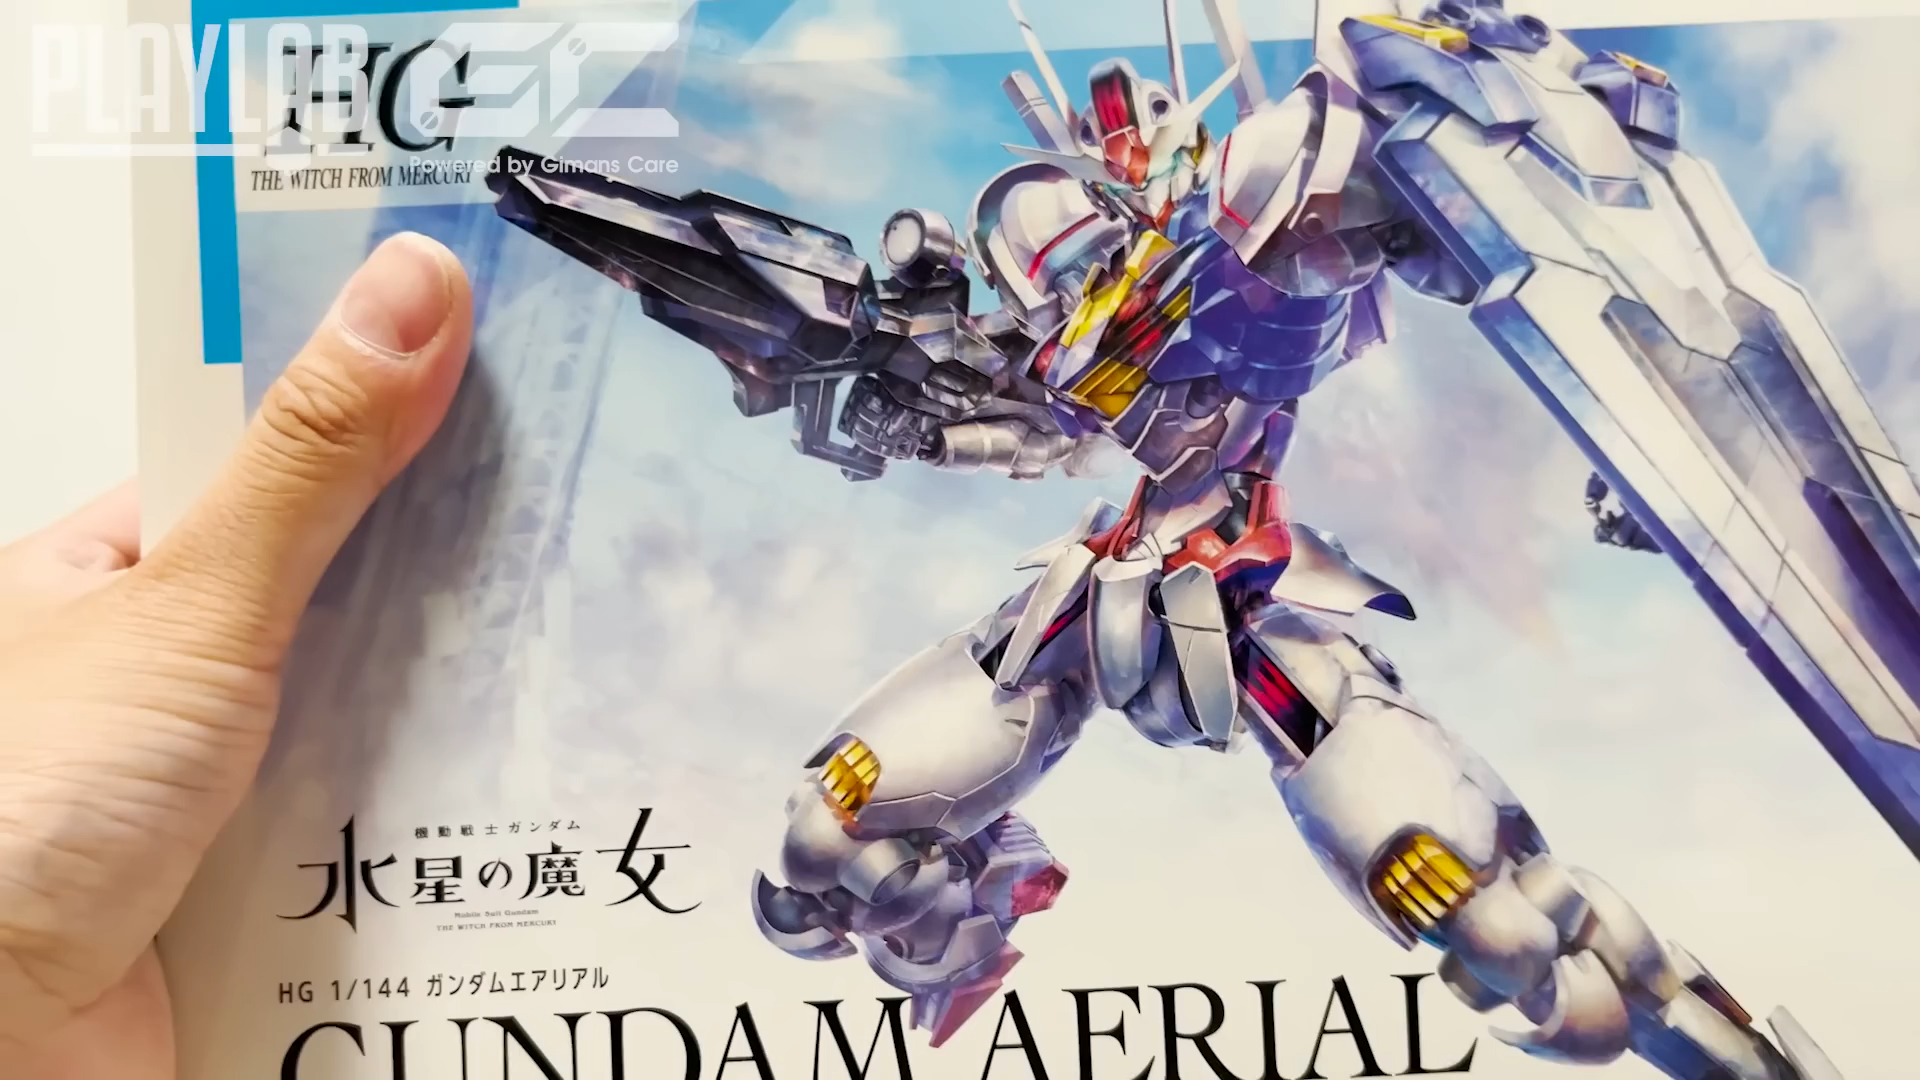 PLAYLAB GC
HG
Powered by Gimans Care
THE WITCH FROM MERCURY
機動戦士ガンダム
水星の魔女
Mobile Suit Gundam
THE WITCH FROM MERCURY
HG 1/144 ガンダムエアリアル
GUNDAM AERIAL